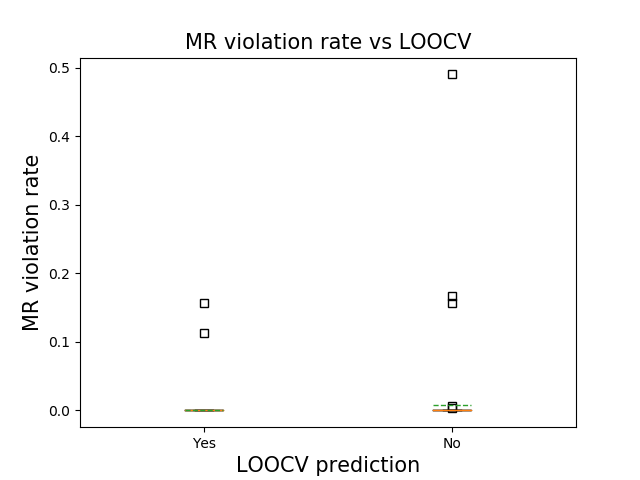 MR violation rate vs LOOCV
MR violation rate
0.5
0.4
0.3
0.2
0.1
0.0
Yes
No
LOOCV prediction